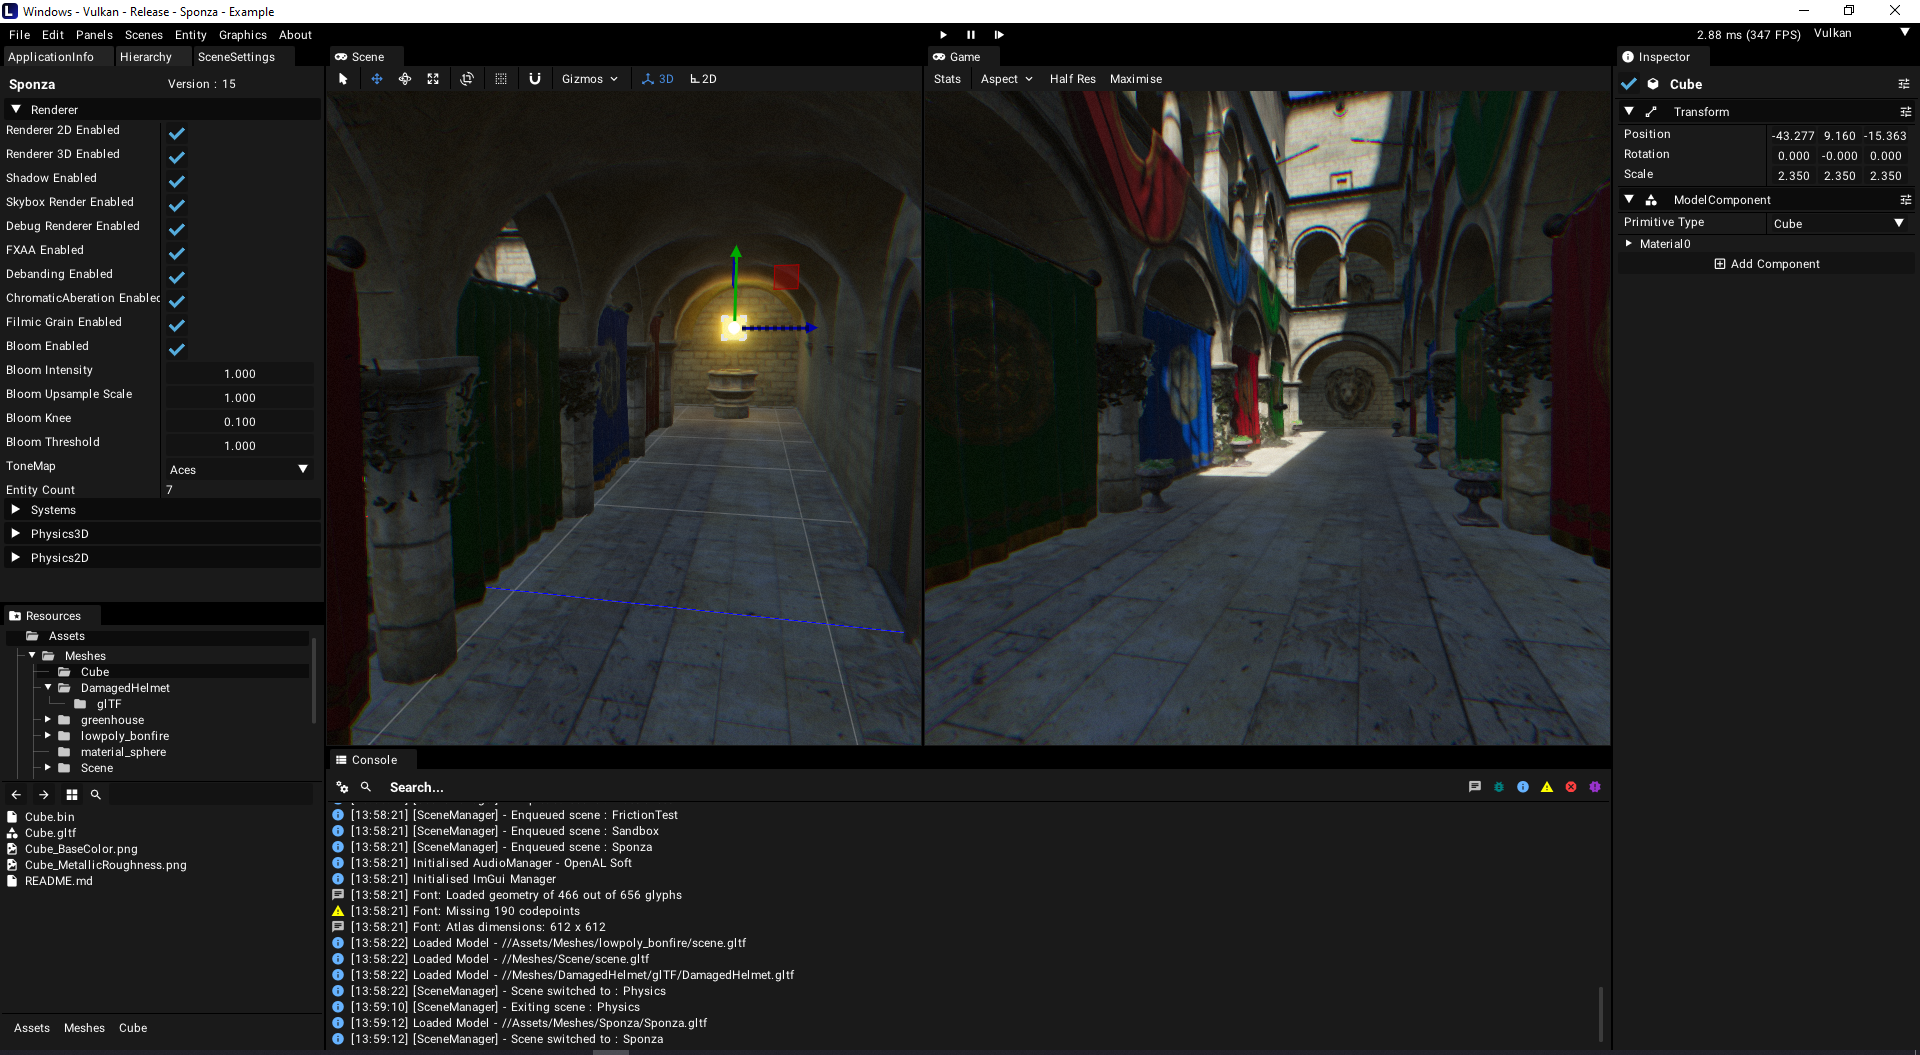 Windows - Vulkan - Release - Sponza - Example
File Edit Panels Scenes Entity Graphics About
2.88 ms (347 FPS) Vulkan
ApplicationInfo Hierarchy SceneSettings
Sponza Version : 15
Renderer
Renderer 2D Enabled
Renderer 3D Enabled
Shadow Enabled
Skybox Render Enabled
Debug Renderer Enabled
FXAA Enabled
Debanding Enabled
ChromaticAberation Enabled
Filmic Grain Enabled
Bloom Enabled
Bloom Intensity 1.000
Bloom Upsample Scale 1.000
Bloom Knee 0.100
Bloom Threshold 1.000
ToneMap Aces
Entity Count 7
Systems
Physics3D
Physics2D
Resources
Assets
Meshes
Cube
DamagedHelmet
glTF
greenhouse
lowpoly_bonfire
material_sphere
Scene
Cube.bin
Cube.gltf
Cube_BaseColor.png
Cube_MetallicRoughness.png
README.md
Assets Meshes Cube
Scene
Gizmos 3D 2D
Game
Stats Aspect Half Res Maximise
Console
Search...
[13:58:21] [SceneManager] - Enqueued scene : FrictionTest
[13:58:21] [SceneManager] - Enqueued scene : Sandbox
[13:58:21] [SceneManager] - Enqueued scene : Sponza
[13:58:21] Initialised AudioManager - OpenAL Soft
[13:58:21] Initialised ImGui Manager
[13:58:21] Font: Loaded geometry of 466 out of 656 glyphs
[13:58:21] Font: Missing 190 codepoints
[13:58:21] Font: Atlas dimensions: 612 x 612
[13:58:22] Loaded Model - //Assets/Meshes/lowpoly_bonfire/scene.gltf
[13:58:22] Loaded Model - //Meshes/Scene/scene.gltf
[13:58:22] Loaded Model - //Meshes/DamagedHelmet/glTF/DamagedHelmet.gltf
[13:58:22] [SceneManager] - Scene switched to : Physics
[13:59:10] [SceneManager] - Exiting scene : Physics
[13:59:12] Loaded Model - //Assets/Meshes/Sponza/Sponza.gltf
[13:59:12] [SceneManager] - Scene switched to : Sponza
Inspector
Cube
Transform
Position -43.277 9.160 -15.363
Rotation 0.000 -0.000 0.000
Scale 2.350 2.350 2.350
ModelComponent
Primitive Type Cube
Material0
Add Component